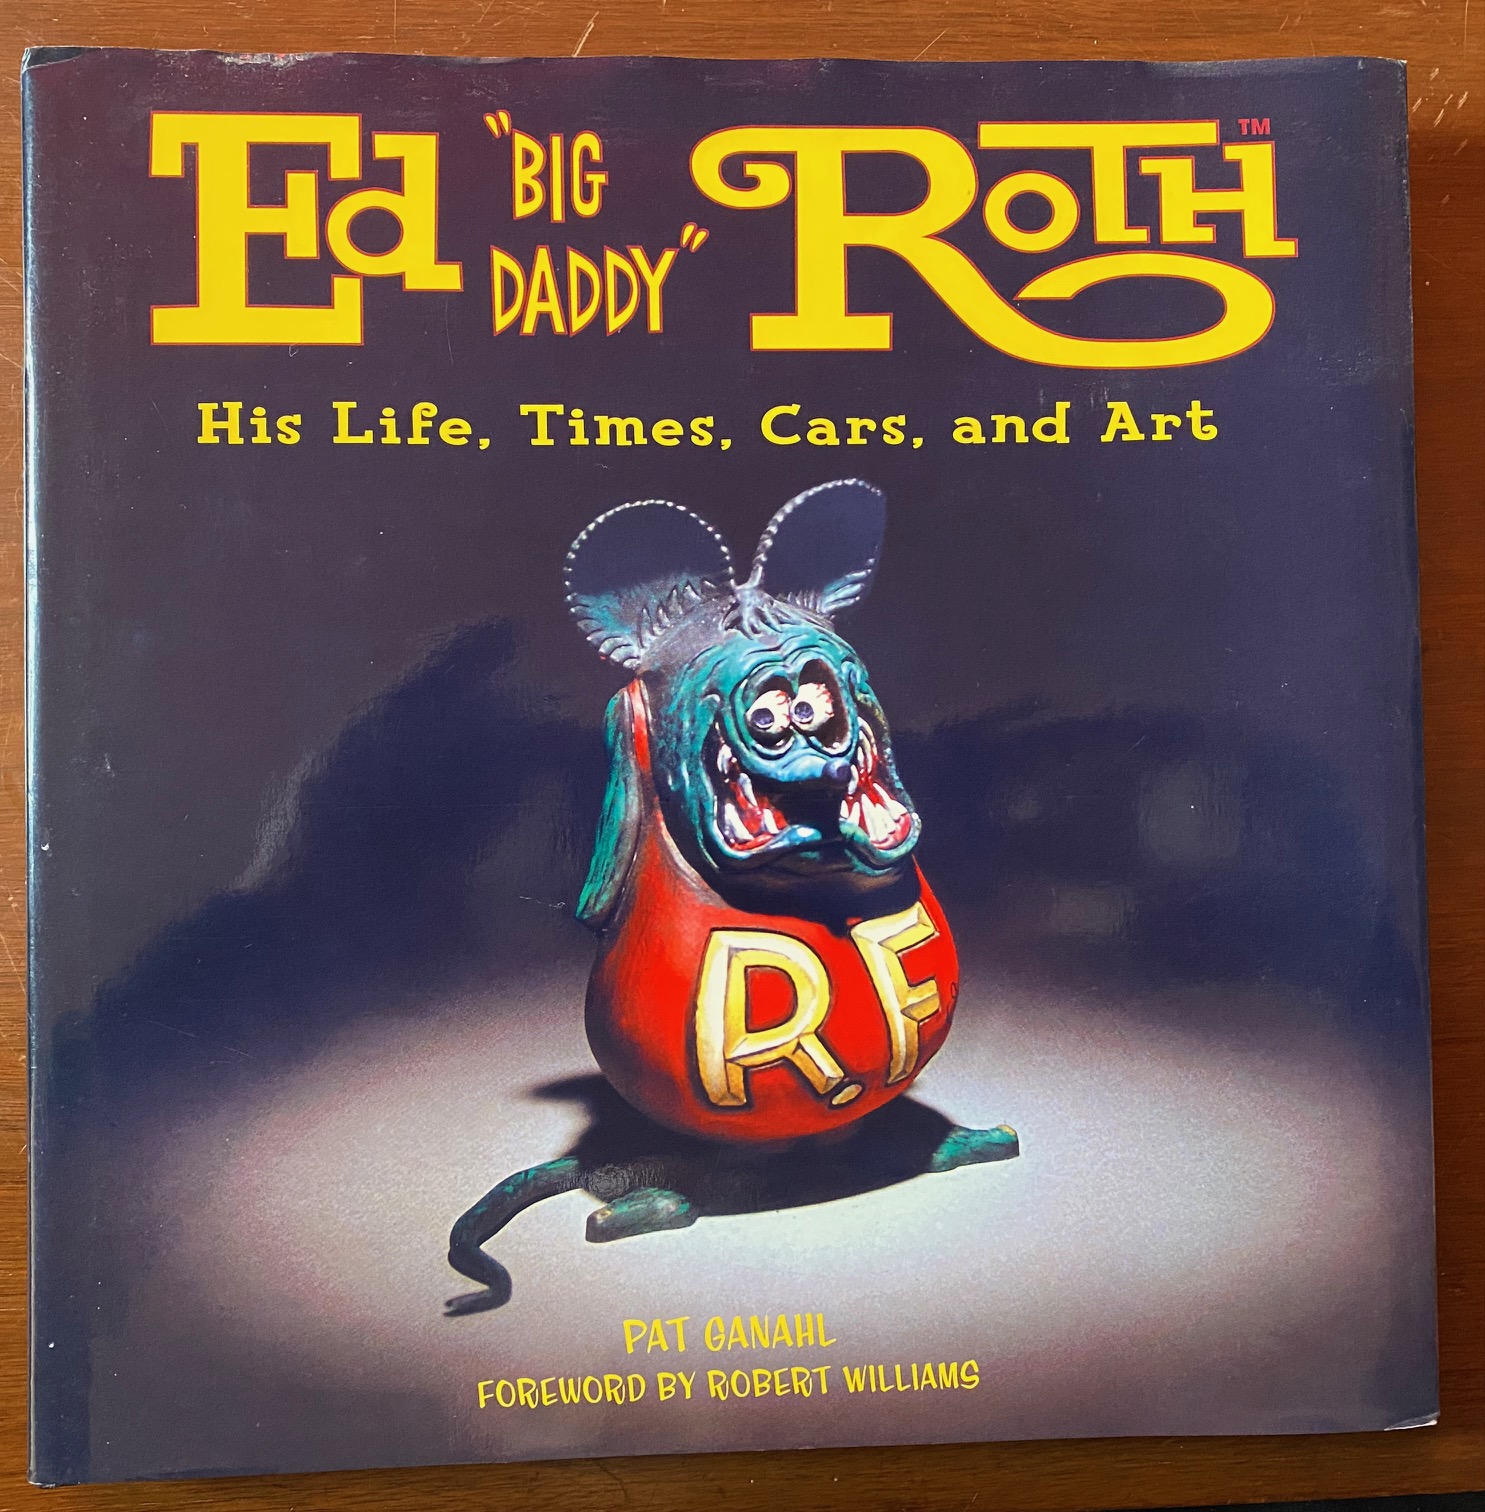 Ed "BIG DADDY" ROTH™
His Life, Times, Cars, and Art
R.F.
PAT GANAHL
FOREWORD BY ROBERT WILLIAMS